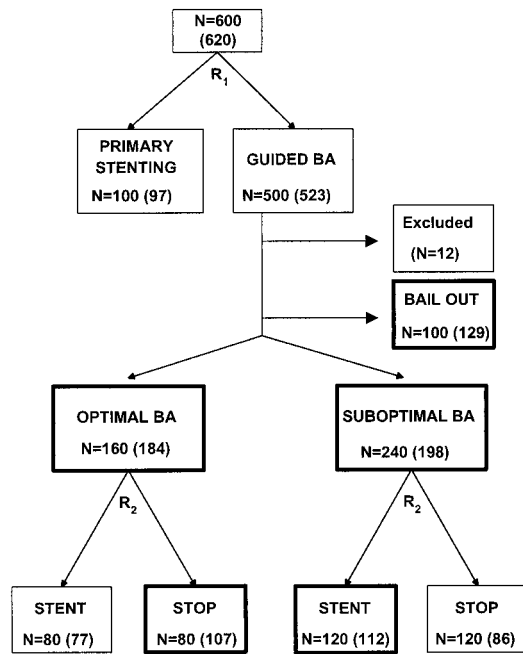 N=600
(620)
R1
PRIMARY
STENTING
N=100 (97)
GUIDED BA
N=500 (523)
Excluded
(N=12)
BAIL OUT
N=100 (129)
OPTIMAL BA
N=160 (184)
SUBOPTIMAL BA
N=240 (198)
R2
R2
STENT
N=80 (77)
STOP
N=80 (107)
STENT
N=120 (112)
STOP
N=120 (86)